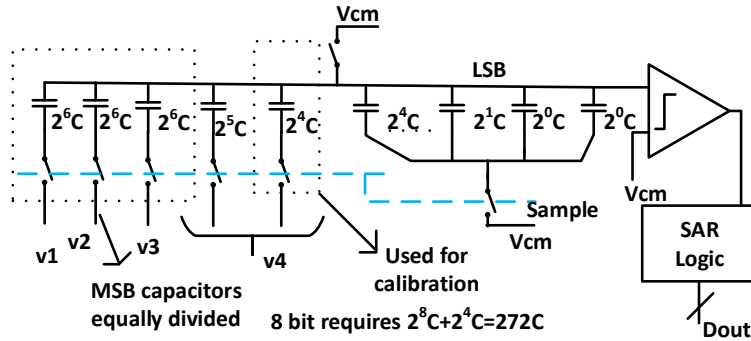 Vcm
LSB
2⁶C 2⁶C 2⁶C 2⁵C 2⁴C 2⁴C 2¹C 2⁰C 2⁰C
....
Vcm
v1 v2 v3 v4
Sample
Vcm
SAR
Logic
Dout
MSB capacitors
equally divided
Used for
calibration
8 bit requires 2⁸C+2⁴C=272C